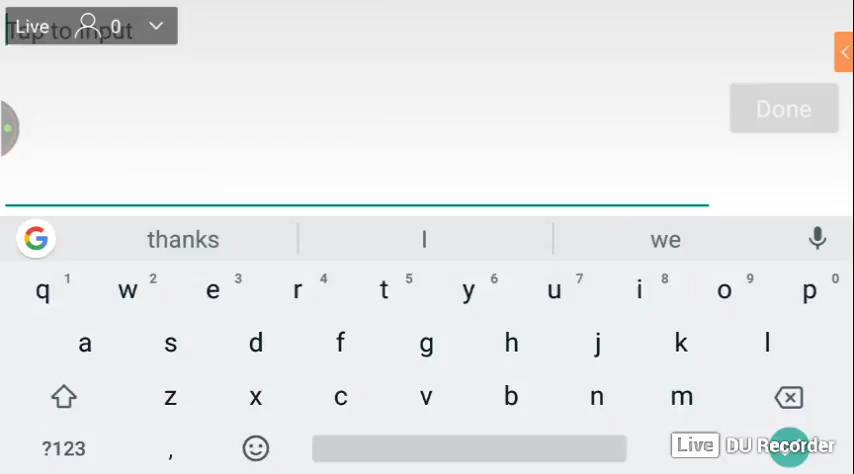 Live 0
Tap to input
Done
G thanks I we
q 1 w 2 e 3 r 4 t 5 y 6 u 7 i 8 o 9 p 0
a s d f g h j k l
z x c v b n m
?123 , Live DU Recorder